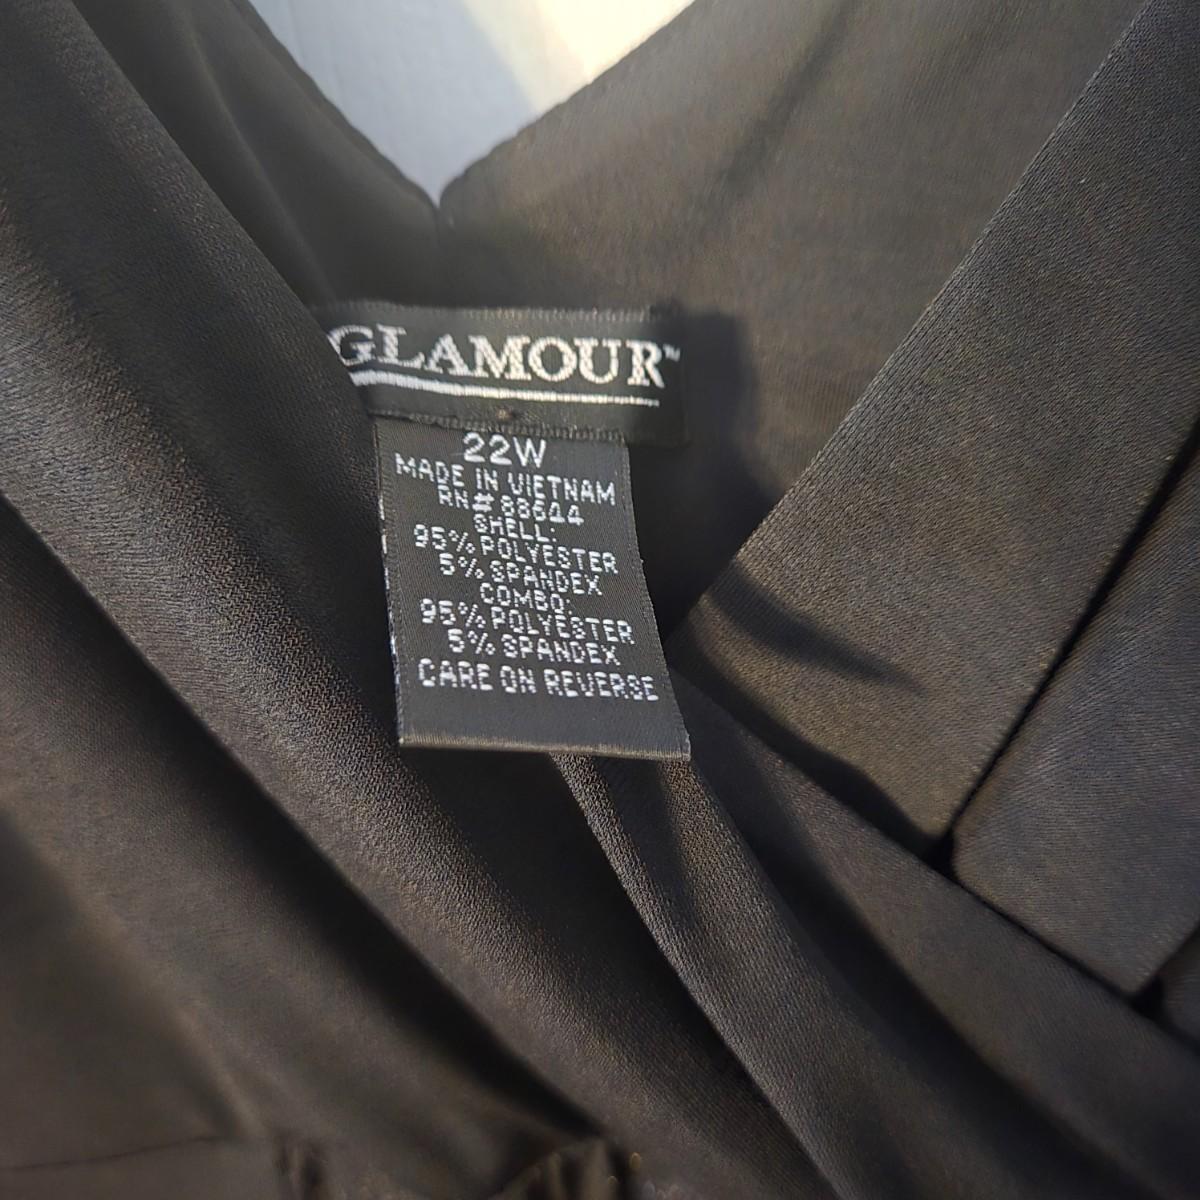 GLAMOUR™
22W
MADE IN VIETNAM
RN# 88644
SHELL:
95% POLYESTER
5% SPANDEX
COMBO:
95% POLYESTER
5% SPANDEX
CARE ON REVERSE